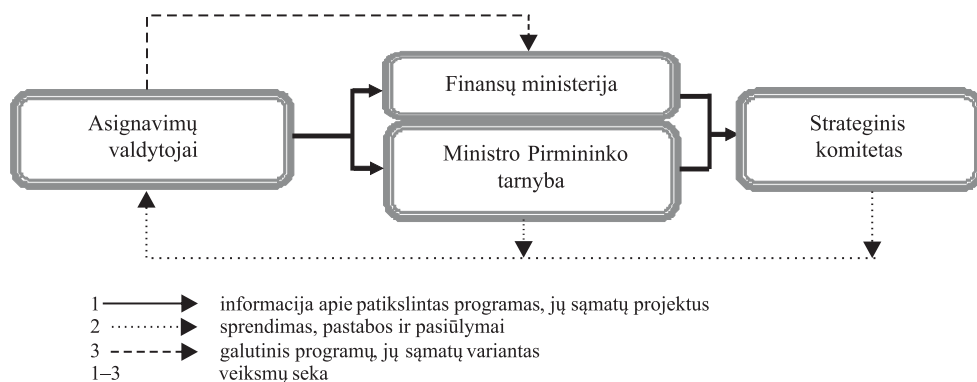 Finansų ministerija
Asignavimų
valdytojai
Ministro Pirmininko
tarnyba
Strateginis
komitetas
1 informacija apie patikslintas programas, jų sąmatų projektus
2 sprendimas, pastabos ir pasiūlymai
3 galutinis programų, jų sąmatų variantas
1–3 veiksmų seka